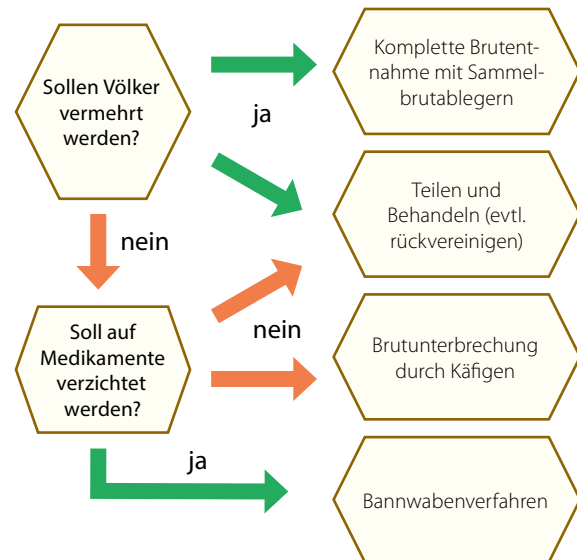 Sollen Völker
vermehrt
werden?
ja
Komplette Brutent-
nahme mit Sammel-
brutablegern
Teilen und
Behandeln (evtl.
rückvereinigen)
nein
Soll auf
Medikamente
verzichtet
werden?
nein
Brutunterbrechung
durch Käfigen
ja
Bannwabenverfahren